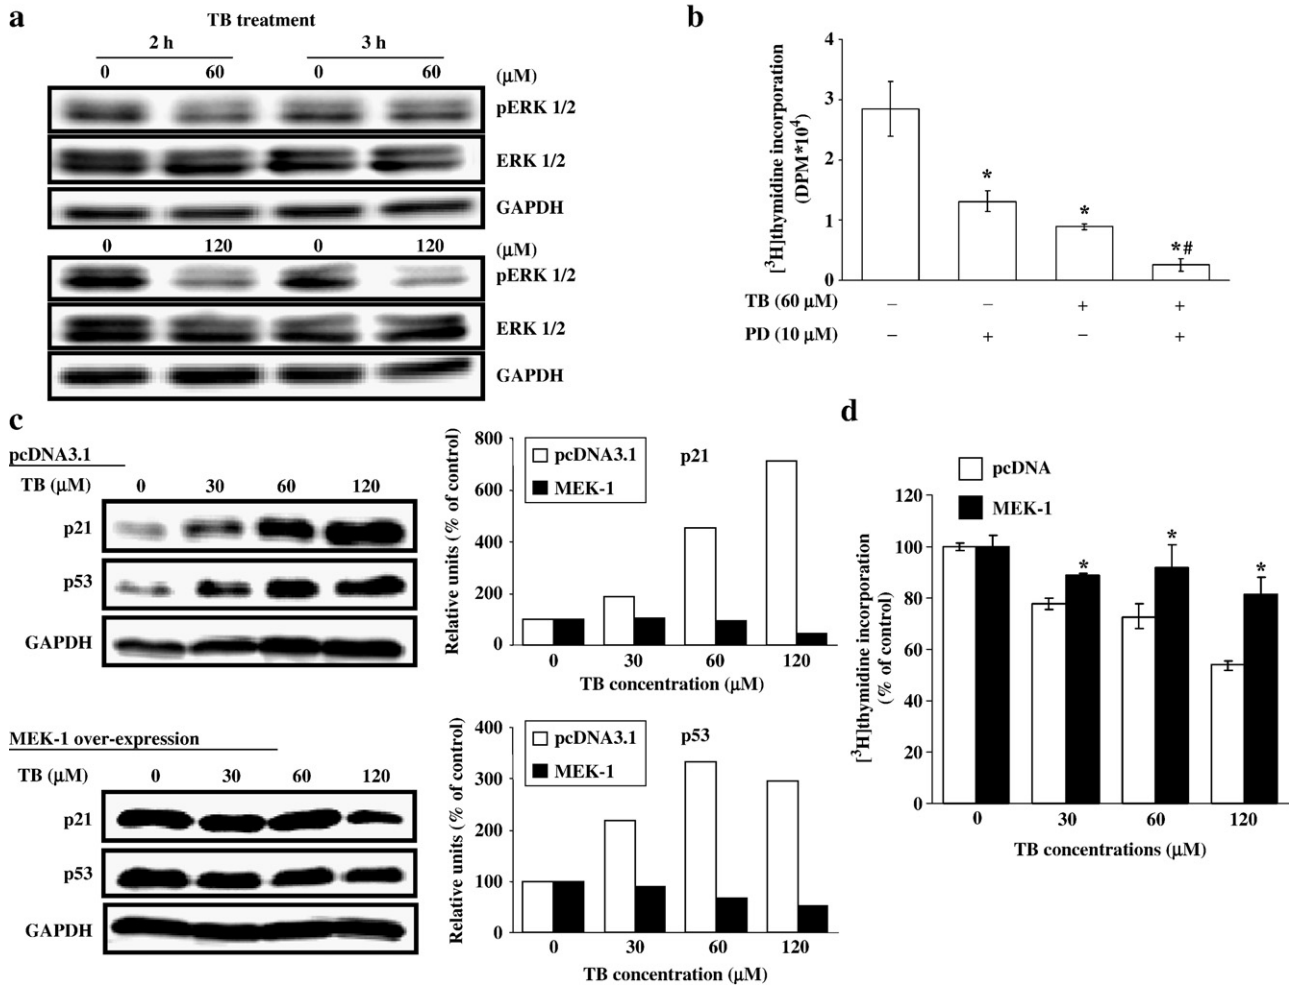 a
TB treatment
2 h 3 h
0 60 0 60 (µM)
pERK 1/2
ERK 1/2
GAPDH
0 120 0 120 (µM)
pERK 1/2
ERK 1/2
GAPDH
b
[³H]thymidine incorporation
(DPM*10⁴)
4
3
2
1
0
*
*
*#
TB (60 µM) – – + +
PD (10 µM) – + – +
c
pcDNA3.1
TB (µM) 0 30 60 120
p21
p53
GAPDH
MEK-1 over-expression
TB (µM) 0 30 60 120
p21
p53
GAPDH
Relative units (% of control)
800
600
400
200
0
pcDNA3.1
MEK-1
p21
0 30 60 120
TB concentration (µM)
Relative units (% of control)
400
300
200
100
0
pcDNA3.1
MEK-1
p53
0 30 60 120
TB concentration (µM)
d
pcDNA
MEK-1
[³H]thymidine incorporation
(% of control)
120
100
80
60
40
20
0
*
*
*
0 30 60 120
TB concentrations (µM)